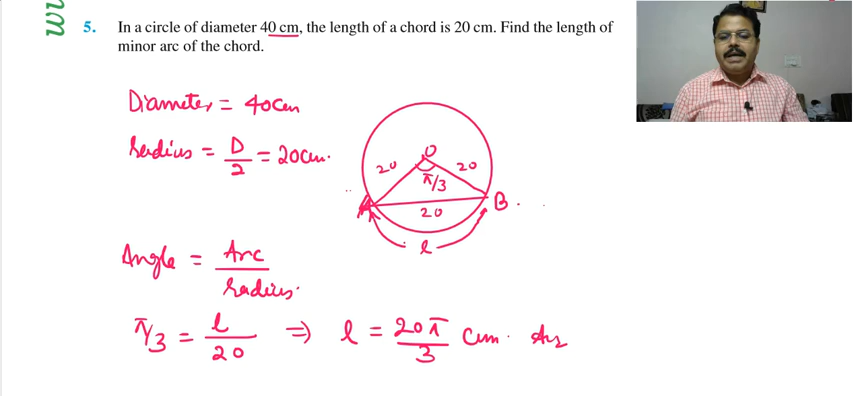 5. In a circle of diameter 40 cm, the length of a chord is 20 cm. Find the length of
minor arc of the chord.
Diameter = 40cm
Radius = D/2 = 20cm.
O
20 20
π/3
A B .
20
l
Angle = Arc/radius.
π/3 = l/20 ⇒ l = 20π/3 cm. Ans